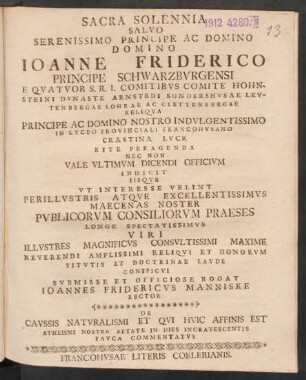 SACRA SOLENNIA
1912 4260.
13.
SALVO
SERENISSIMO PRINCIPE AC DOMINO
DOMINO
IOANNE FRIDERICO
PRINCIPE SCHWARZBVRGENSI
E QVATVOR S. R. I. COMITIBVS COMITE HOHN-
STEINI DYNASTE ARNSTEDI SONDERSHVSAE LEV-
TENBERGAE LOHRAE AC CLETTENBERGAE
RELIQVA
PRINCIPE AC DOMINO NOSTRO INDVLGENTISSIMO
IN LYCEO PROVINCIALI FRANCOHVSANO
CRASTINA LVCE
RITE PERAGENDA
NEC NON
VALE VLTIMVM DICENDI OFFICIVM
INDICIT
IISQVE
VT INTERESSE VELINT
PERILLVSTRIS ATQVE EXCELLENTISSIMVS
MAECENAS NOSTER
PVBLICORVM CONSILIORVM PRAESES
LONGE SPECTATISSIMVS
VIRI
ILLVSTRES MAGNIFICVS CONSVLTISSIMI MAXIME
REVERENDI AMPLISSIMI RELIQVI ET HONORVM
TITVLIS ET DOCTRINAE LAVDE
CONSPICVI
SVBMISSE ET OFFICIOSE ROGAT
IOANNES FRIDERICVS MANNISKE
RECTOR
DE
CAVSSIS NATVRALISMI ET QVI HVIC AFFINIS EST
ATHEISMI NOSTRA AETATE IN DIES INGRAVESCENTIS
PAVCA COMMENTATVS
FRANCOHVSAE LITERIS COELERIANIS.